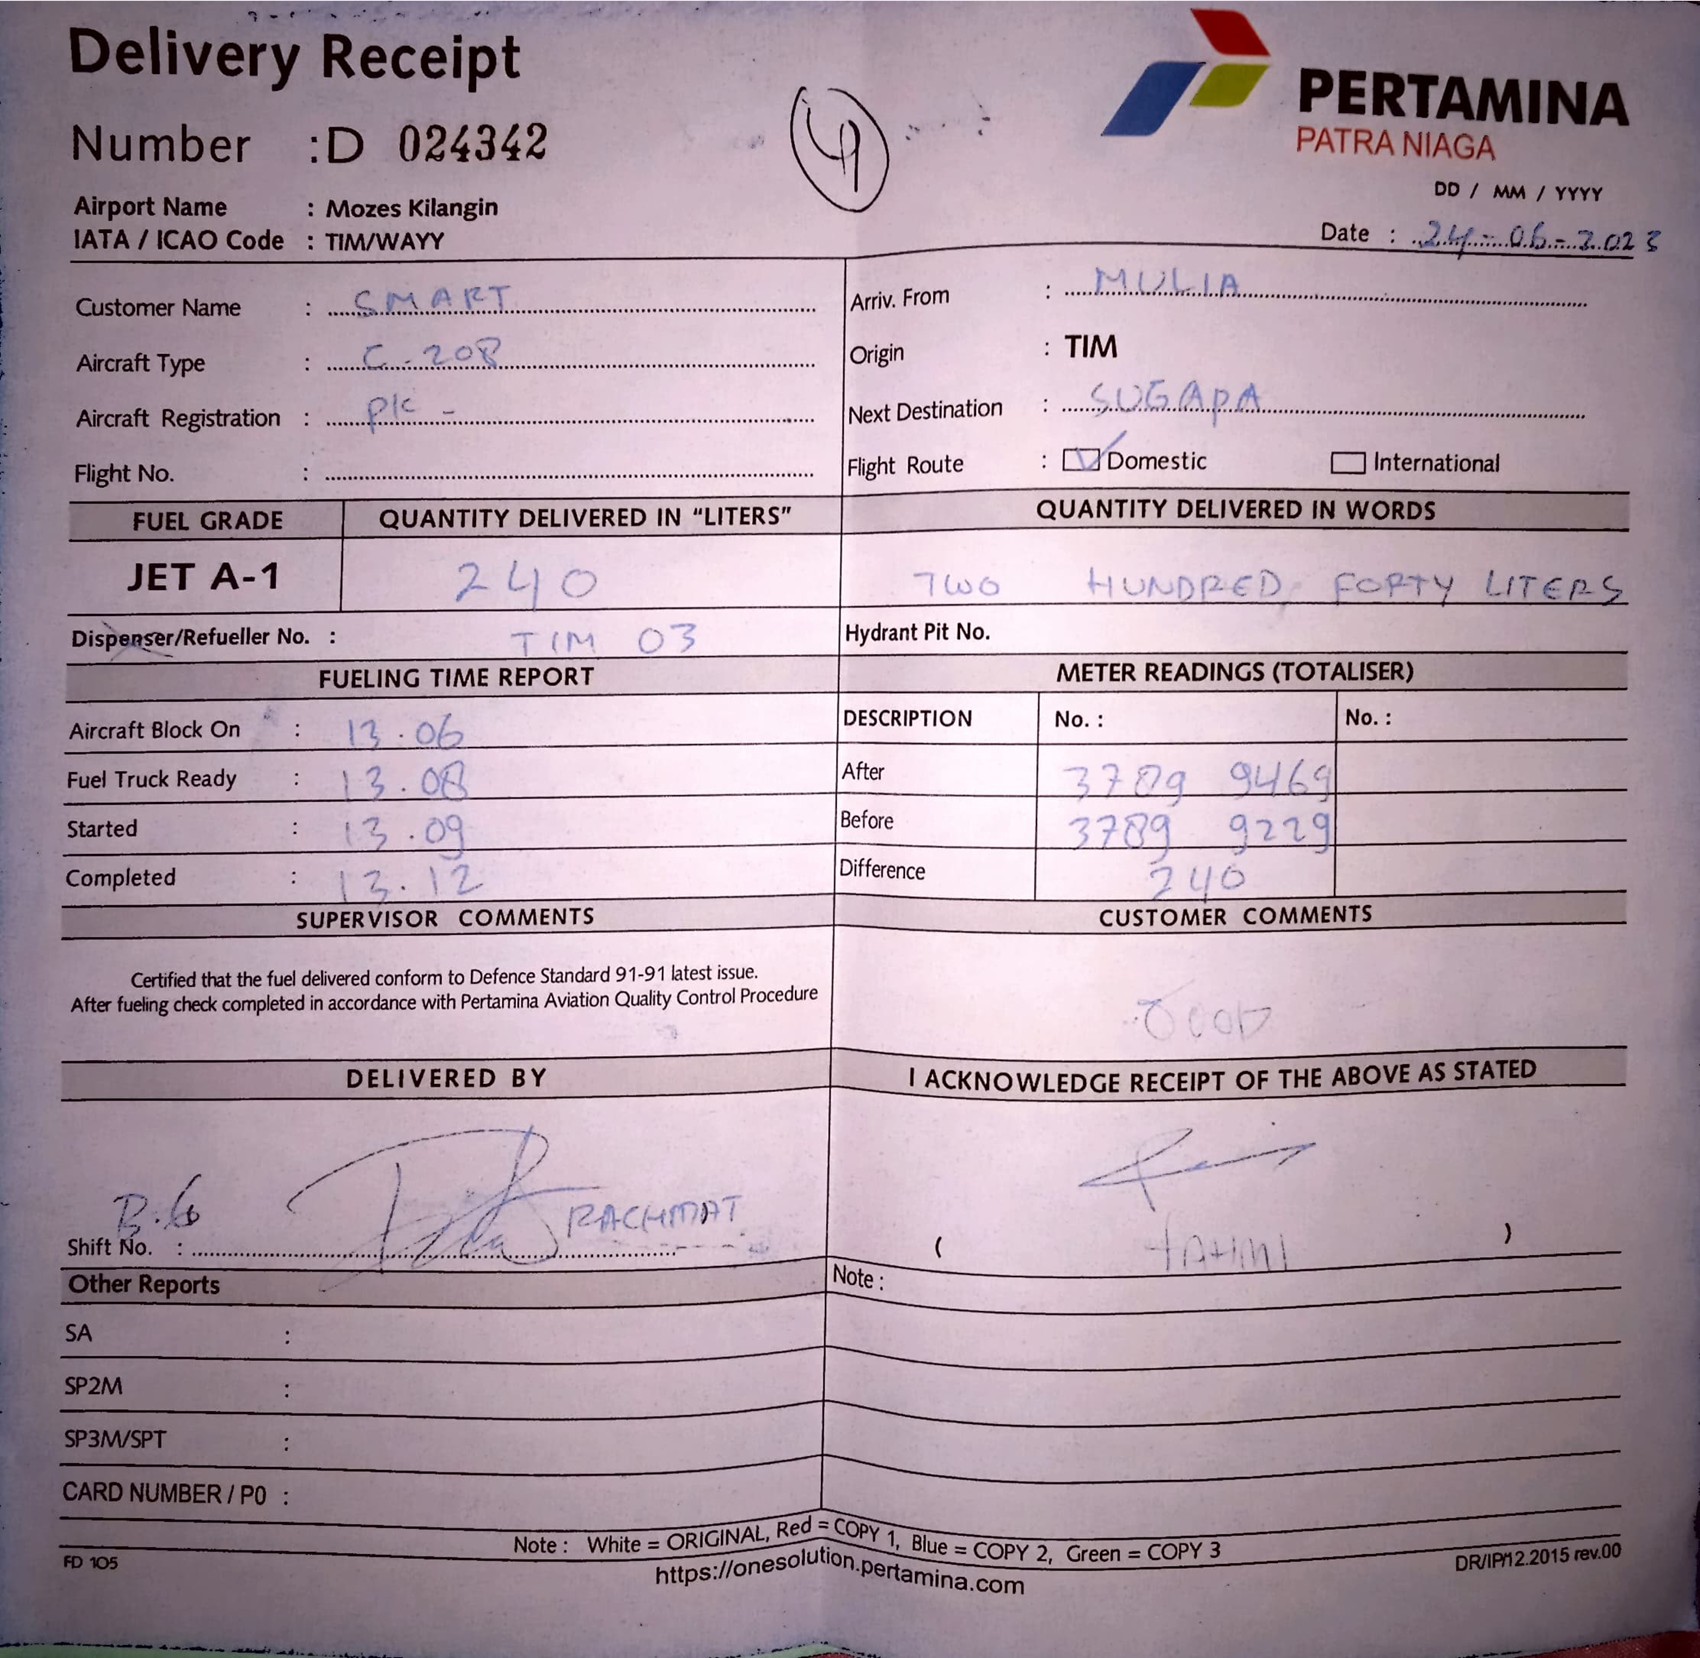 Delivery Receipt
Number : D 024342
PERTAMINA
PATRA NIAGA
Airport Name : Mozes Kilangin
IATA / ICAO Code : TIM/WAYY
DD / MM / YYYY
Date : 24-06-2023
Customer Name : SMART
Aircraft Type : C-208
Aircraft Registration : PK -
Flight No. :
Arriv. From : MULIA
Origin : TIM
Next Destination : SUGAPA
Flight Route : Domestic International
FUEL GRADE QUANTITY DELIVERED IN "LITERS" QUANTITY DELIVERED IN WORDS
JET A-1 240 TWO HUNDRED FORTY LITERS
Dispenser/Refueller No. : TIM 03 Hydrant Pit No.
FUELING TIME REPORT
Aircraft Block On : 13.06
Fuel Truck Ready : 13.08
Started : 13.09
Completed : 13.12
METER READINGS (TOTALISER)
DESCRIPTION No. : No. :
After 3789 9469
Before 3789 9229
Difference 240
SUPERVISOR COMMENTS
Certified that the fuel delivered conform to Defence Standard 91-91 latest issue.
After fueling check completed in accordance with Pertamina Aviation Quality Control Procedure
CUSTOMER COMMENTS
GOOD
DELIVERED BY
B.6 RACHMAT
Shift No. :
I ACKNOWLEDGE RECEIPT OF THE ABOVE AS STATED
( )
Other Reports
SA :
SP2M :
SP3M/SPT :
CARD NUMBER / P0 :
Note :
Note : White = ORIGINAL, Red = COPY 1, Blue = COPY 2, Green = COPY 3
https://onesolution.pertamina.com
FD 105
DR/IP/12.2015 rev.00